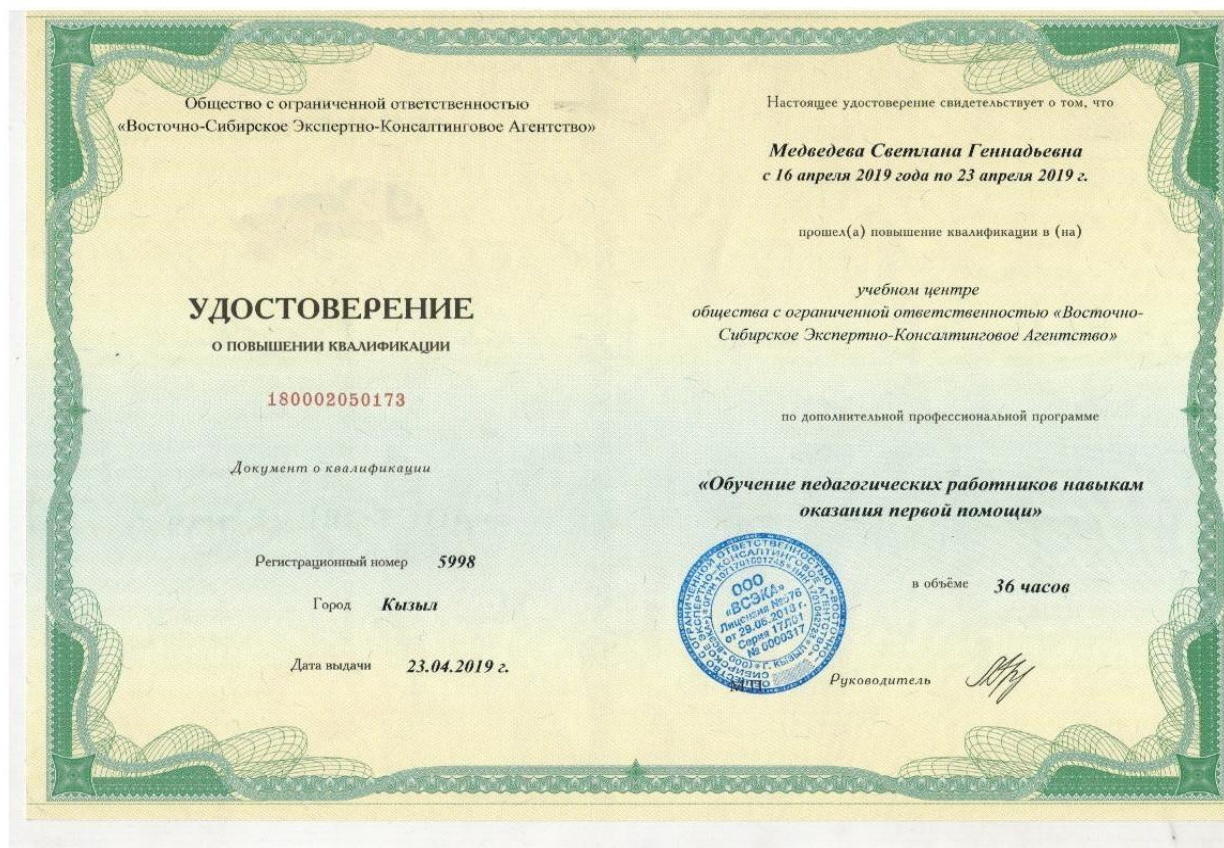 Общество с ограниченной ответственностью
«Восточно-Сибирское Экспертно-Консалтинговое Агентство»
УДОСТОВЕРЕНИЕ
О ПОВЫШЕНИИ КВАЛИФИКАЦИИ
180002050173
Документ о квалификации
Регистрационный номер 5998
Город Кызыл
Дата выдачи 23.04.2019 г.
Настоящее удостоверение свидетельствует о том, что
Медведева Светлана Геннадьевна
с 16 апреля 2019 года по 23 апреля 2019 г.
прошел(а) повышение квалификации в (на)
учебном центре
общества с ограниченной ответственностью «Восточно-
Сибирское Экспертно-Консалтинговое Агентство»
по дополнительной профессиональной программе
«Обучение педагогических работников навыкам
оказания первой помощи»
в объёме 36 часов
ООО
«ВСЭКА»
Лицензия №576
Серия 17Л01
№ 0000317
Руководитель